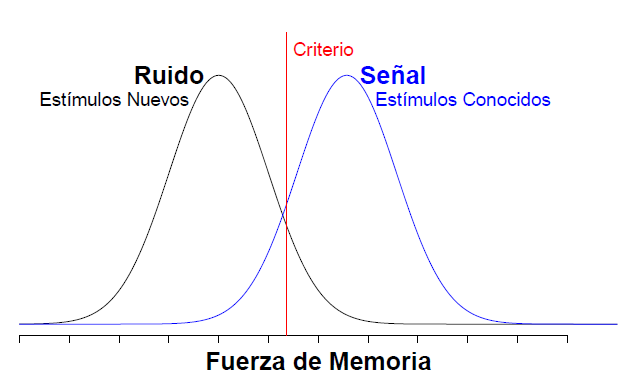 Criterio
Ruido
Señal
Estímulos Nuevos
Estímulos Conocidos
Fuerza de Memoria